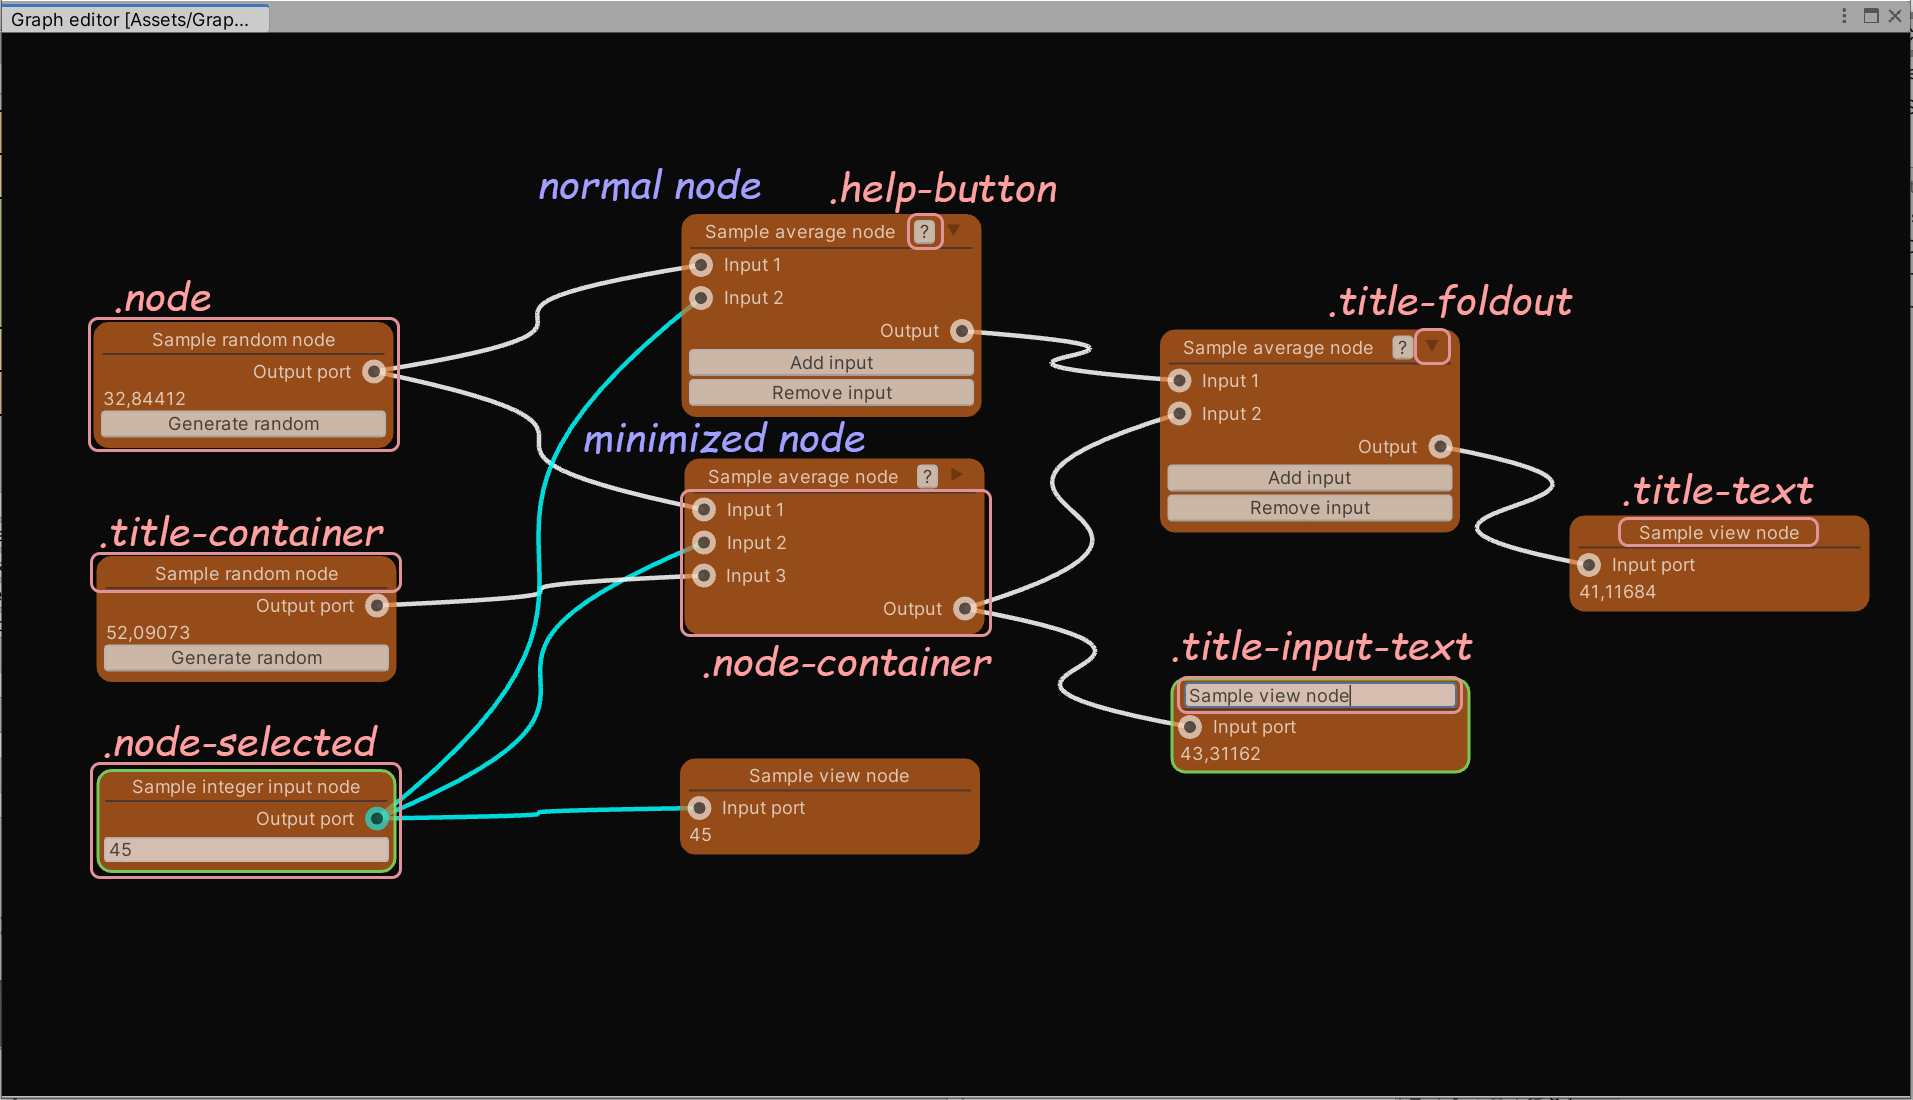 Graph editor [Assets/Grap...
normal node
.help-button
Sample average node ?
Input 1
Input 2
Output
Add input
Remove input
.node
Sample random node
Output port
32,84412
Generate random
minimized node
Sample average node ?
Input 1
Input 2
Input 3
Output
.node-container
.title-container
Sample random node
Output port
52,09073
Generate random
.node-selected
Sample integer input node
Output port
45
Sample view node
Input port
45
.title-foldout
Sample average node ?
Input 1
Input 2
Output
Add input
Remove input
.title-text
Sample view node
Input port
41,11684
.title-input-text
Sample view node
Input port
43,31162